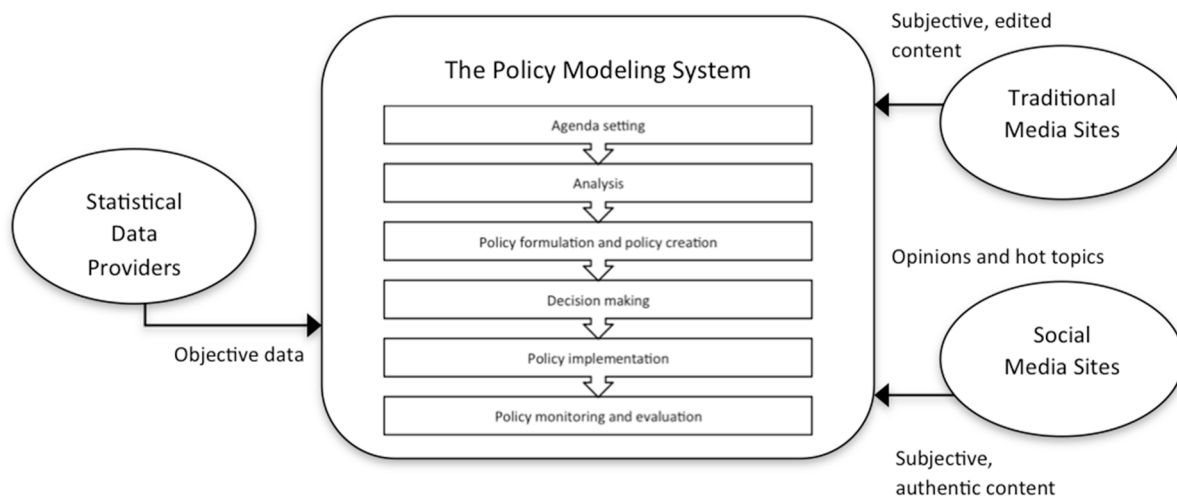 Statistical
Data
Providers
Objective data
The Policy Modeling System
Agenda setting
Analysis
Policy formulation and policy creation
Decision making
Policy implementation
Policy monitoring and evaluation
Subjective, edited
content
Traditional
Media Sites
Opinions and hot topics
Social
Media Sites
Subjective,
authentic content